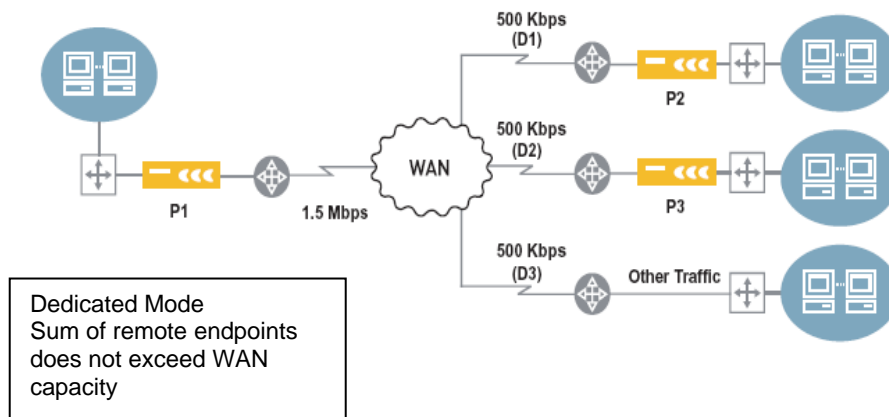 500 Kbps
(D1)
P2
500 Kbps
(D2)
WAN
P1
1.5 Mbps
P3
500 Kbps
(D3)
Other Traffic
Dedicated Mode
Sum of remote endpoints
does not exceed WAN
capacity